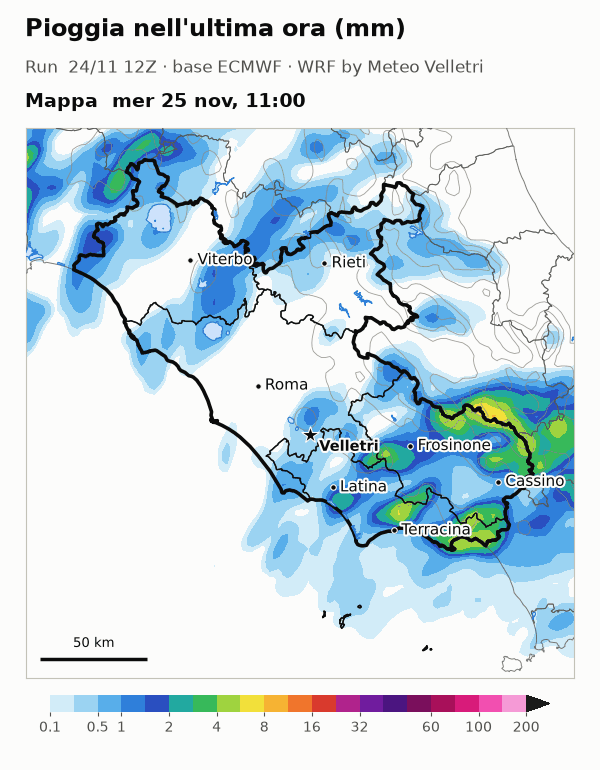 Pioggia nell'ultima ora (mm)
Run  24/11 12Z · base ECMWF · WRF by Meteo Velletri
Mappa  mer 25 nov, 11:00
Viterbo
Rieti
Roma
Velletri
Frosinone
Cassino
Latina
Terracina
50 km
0.1 0.5 1 2 4 8 16 32 60 100 200